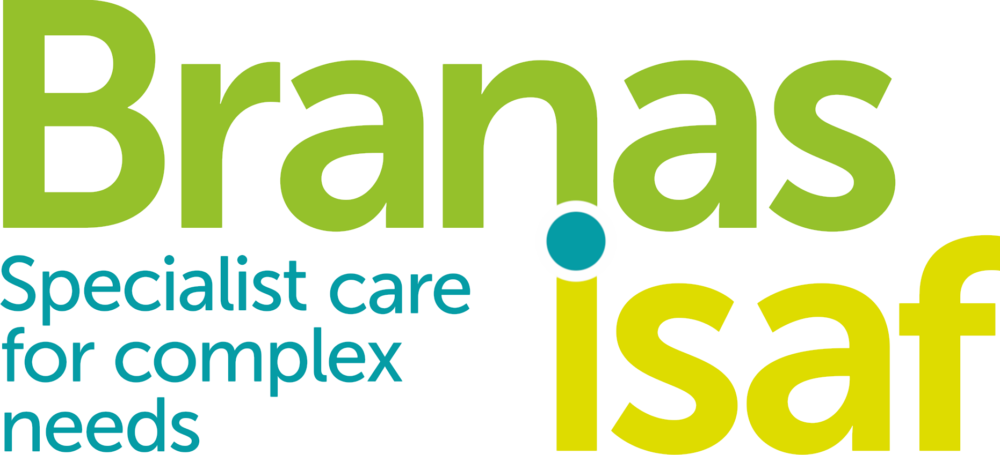 Branas
isaf
Specialist care
for complex
needs